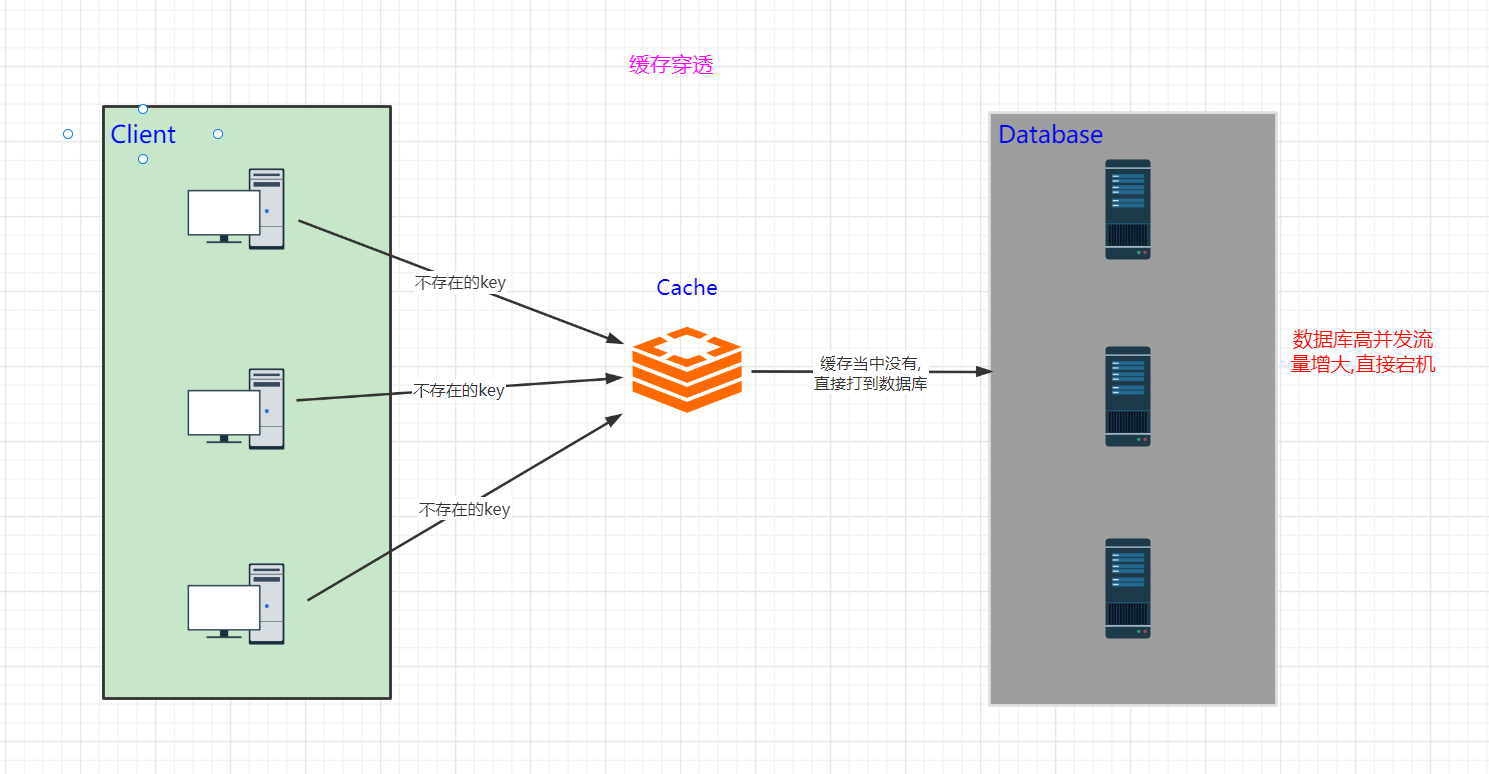 缓存穿透
Client
Database
不存在的key
Cache
数据库高并发流
量增大,直接宕机
缓存当中没有,
直接打到数据库
不存在的key
不存在的key